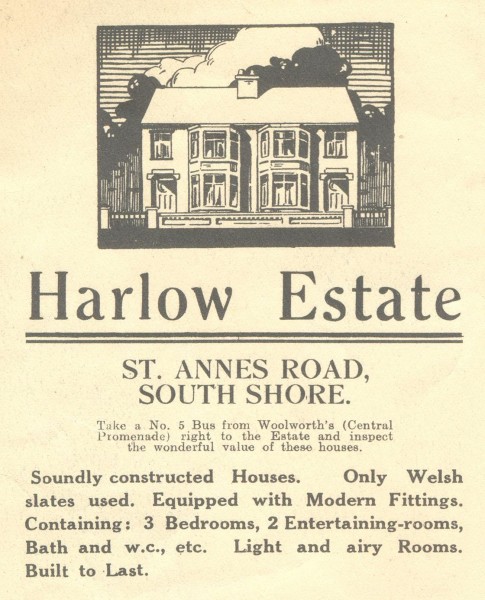 Harlow Estate
ST. ANNES ROAD,
SOUTH SHORE.
Take a No. 5 Bus from Woolworth's (Central
Promenade) right to the Estate and inspect
the wonderful value of these houses.
Soundly constructed Houses. Only Welsh
slates used. Equipped with Modern Fittings.
Containing: 3 Bedrooms, 2 Entertaining-rooms,
Bath and w.c., etc. Light and airy Rooms.
Built to Last.